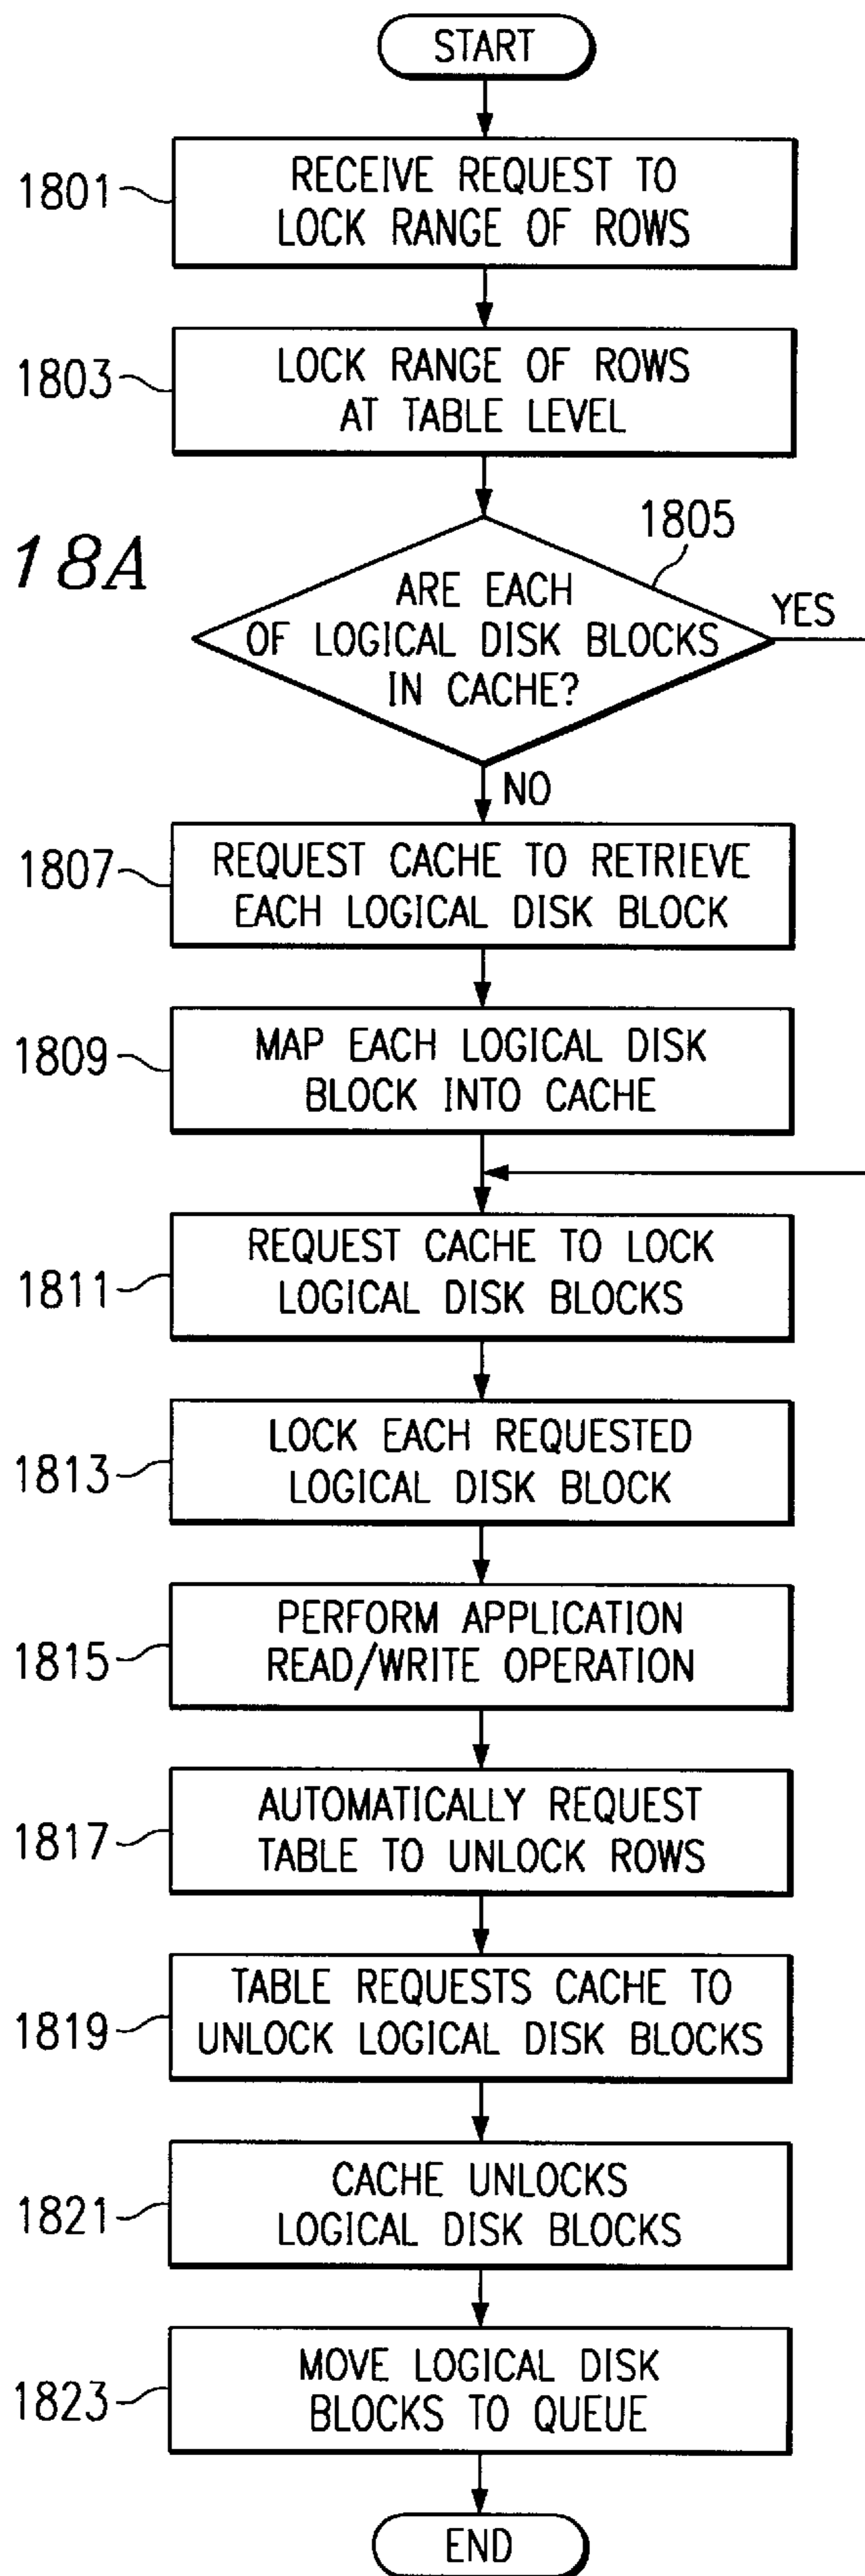 START
1801
RECEIVE REQUEST TO
LOCK RANGE OF ROWS
1803
LOCK RANGE OF ROWS
AT TABLE LEVEL
18A
1805
ARE EACH
OF LOGICAL DISK BLOCKS
IN CACHE?
YES
NO
1807
REQUEST CACHE TO RETRIEVE
EACH LOGICAL DISK BLOCK
1809
MAP EACH LOGICAL DISK
BLOCK INTO CACHE
1811
REQUEST CACHE TO LOCK
LOGICAL DISK BLOCKS
1813
LOCK EACH REQUESTED
LOGICAL DISK BLOCK
1815
PERFORM APPLICATION
READ/WRITE OPERATION
1817
AUTOMATICALLY REQUEST
TABLE TO UNLOCK ROWS
1819
TABLE REQUESTS CACHE TO
UNLOCK LOGICAL DISK BLOCKS
1821
CACHE UNLOCKS
LOGICAL DISK BLOCKS
1823
MOVE LOGICAL DISK
BLOCKS TO QUEUE
END